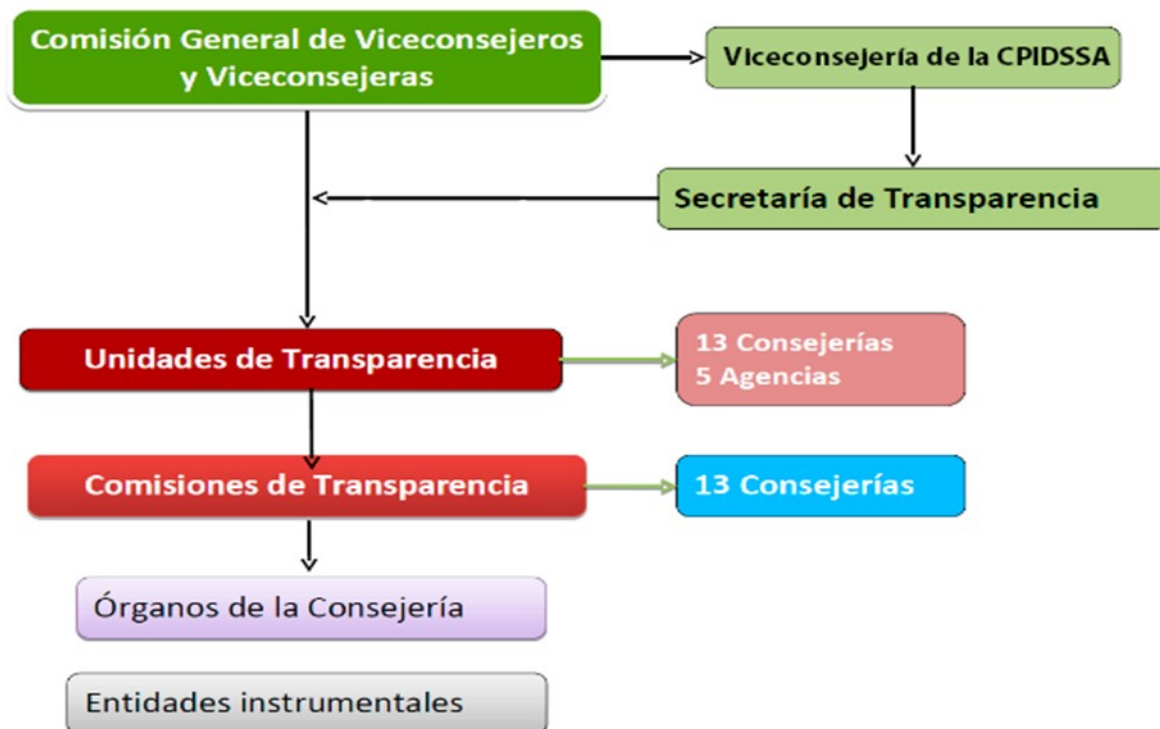 Comisión General de Viceconsejeros
y Viceconsejeras
Viceconsejería de la CPIDSSA
Secretaría de Transparencia
Unidades de Transparencia
13 Consejerías
5 Agencias
Comisiones de Transparencia
13 Consejerías
Órganos de la Consejería
Entidades instrumentales